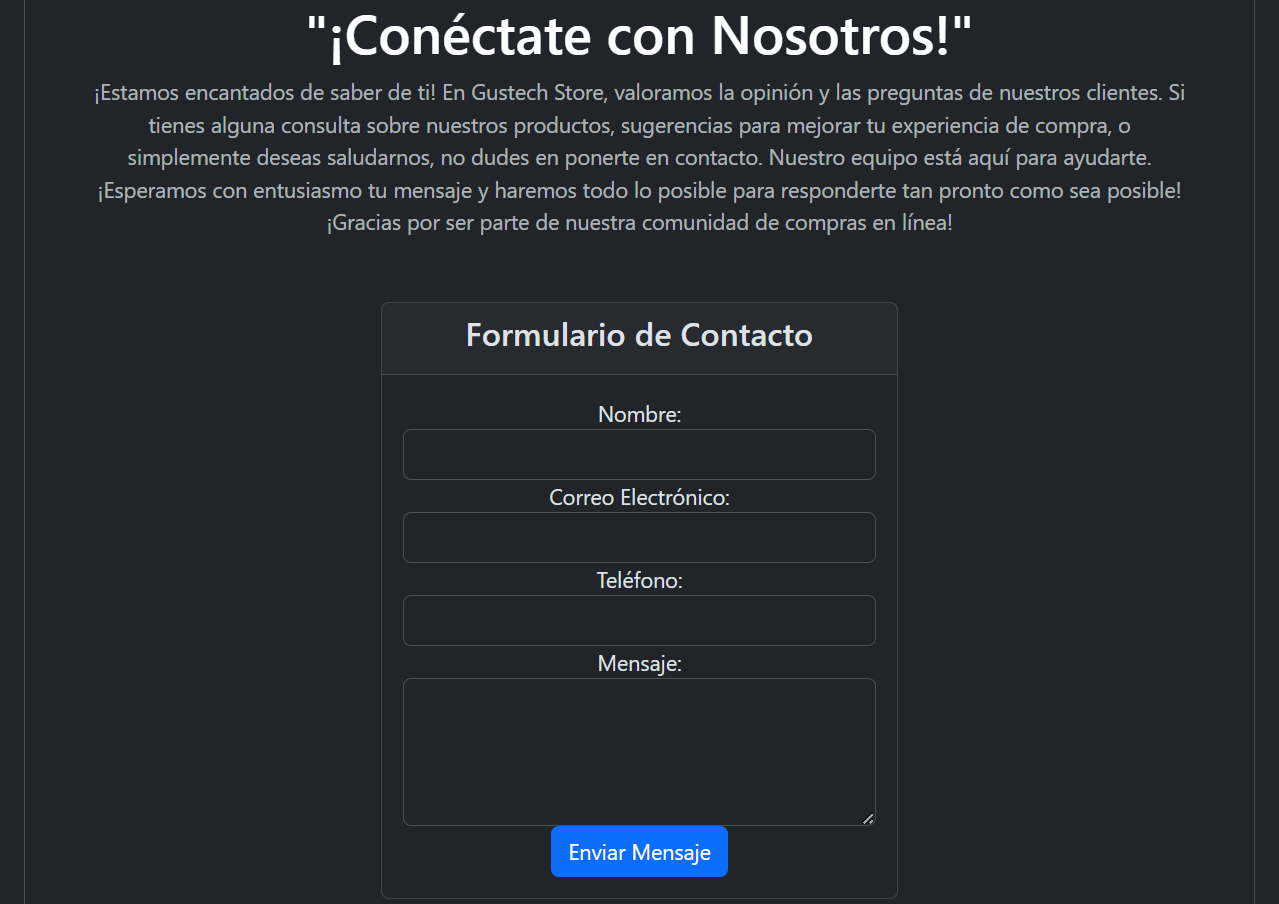 "¡Conéctate con Nosotros!"
¡Estamos encantados de saber de ti! En Gustech Store, valoramos la opinión y las preguntas de nuestros clientes. Si
tienes alguna consulta sobre nuestros productos, sugerencias para mejorar tu experiencia de compra, o
simplemente deseas saludarnos, no dudes en ponerte en contacto. Nuestro equipo está aquí para ayudarte.
¡Esperamos con entusiasmo tu mensaje y haremos todo lo posible para responderte tan pronto como sea posible!
¡Gracias por ser parte de nuestra comunidad de compras en línea!
Formulario de Contacto
Nombre:
Correo Electrónico:
Teléfono:
Mensaje:
Enviar Mensaje